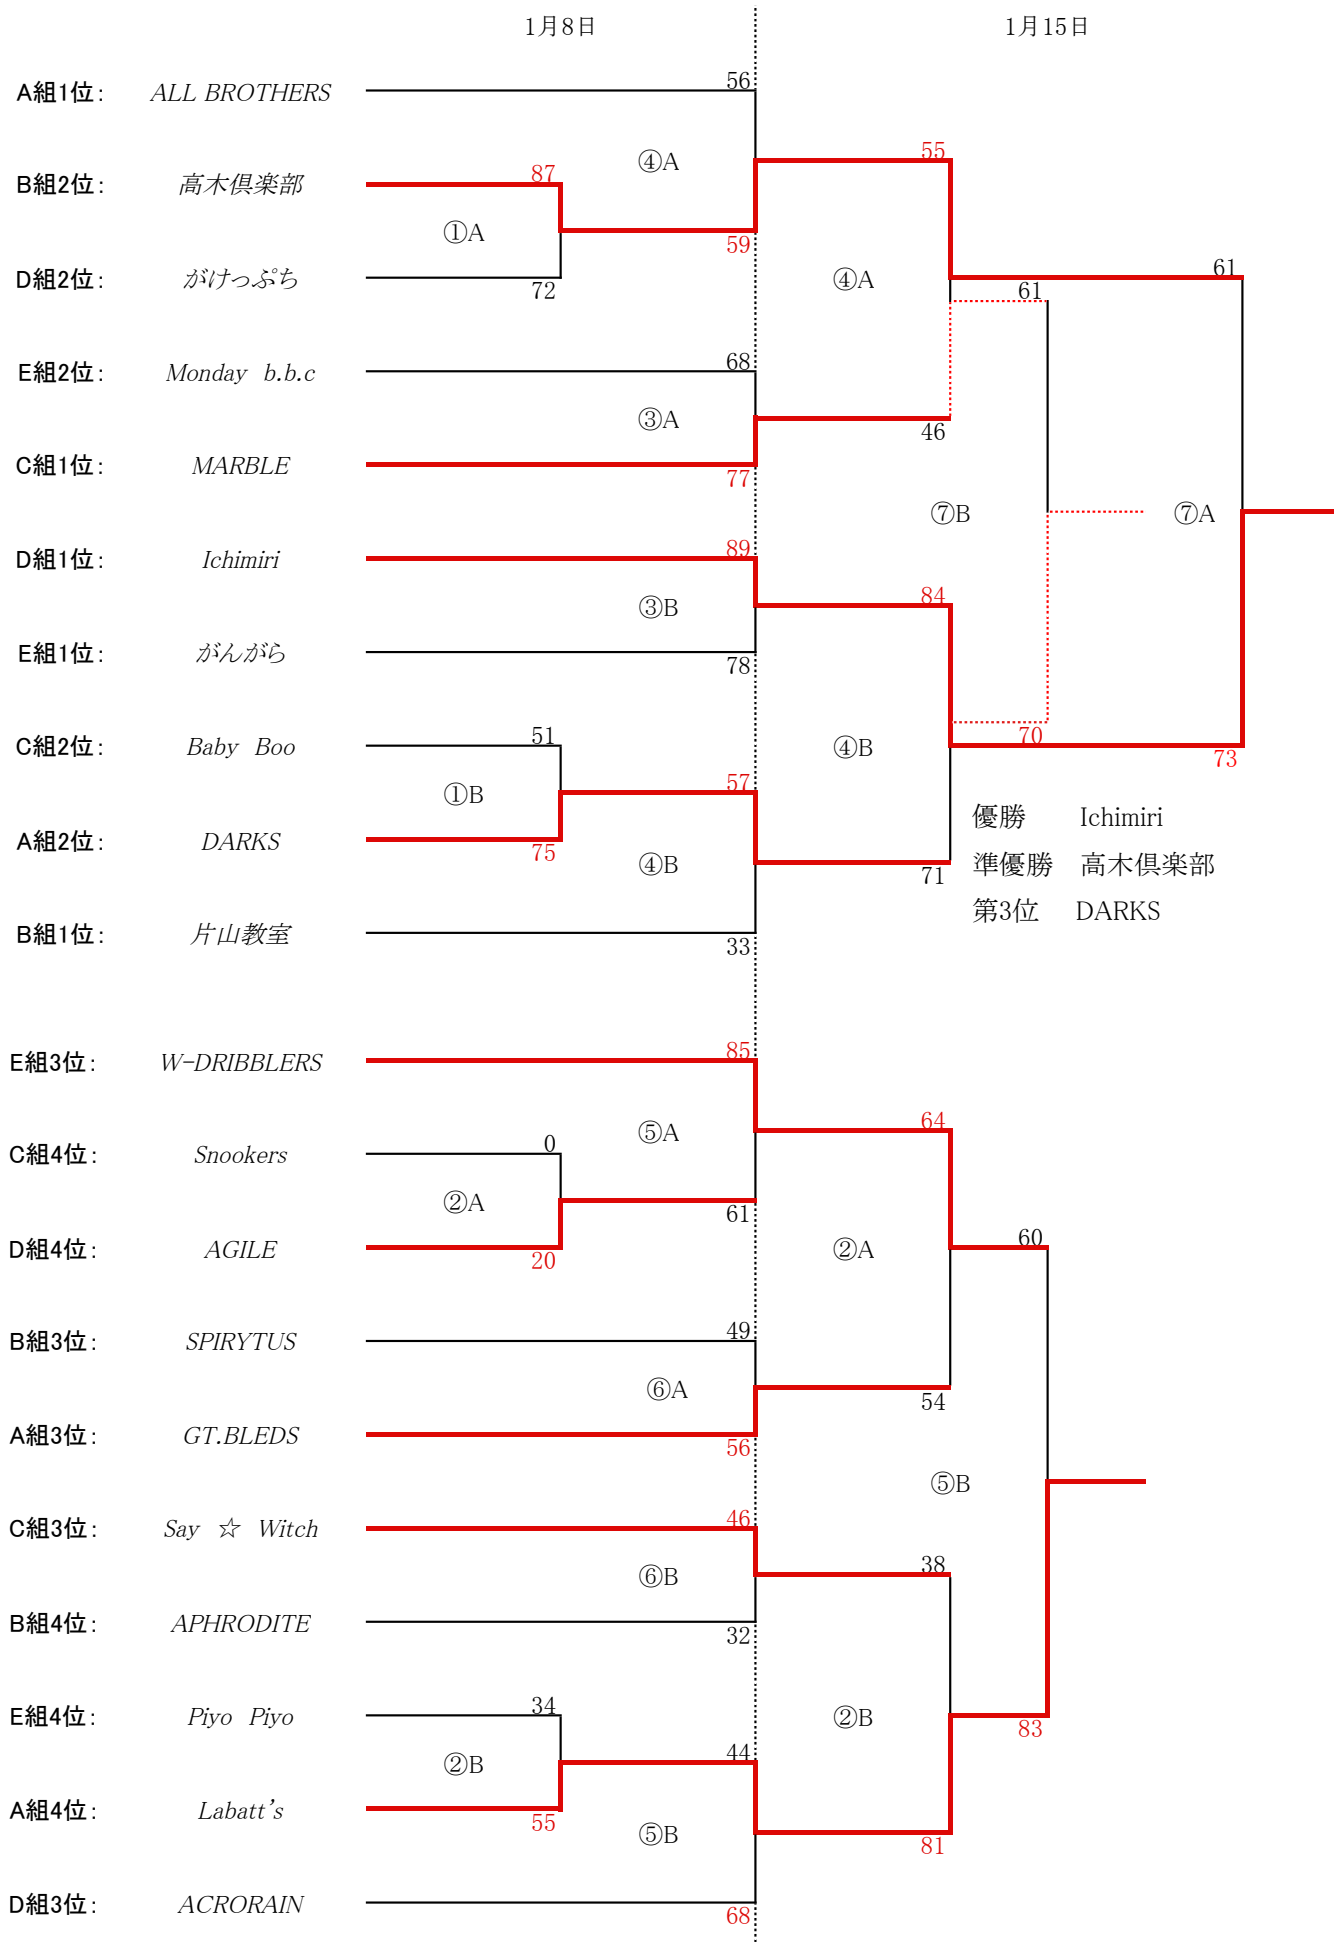 1月8日 1月15日
A組1位： ALL BROTHERS 56
④A 55
B組2位： 高木倶楽部 87
①A 59
D組2位： がけっぷち 72 ④A 61 61
E組2位： Monday b.b.c 68
③A 46
C組1位： MARBLE 77
⑦B ⑦A
D組1位： Ichimiri 89
③B 84
E組1位： がんがら 78
C組2位： Baby Boo 51 ④B 70 73
①B 57
優勝 Ichimiri
A組2位： DARKS 75
④B 71
準優勝 高木倶楽部
第3位 DARKS
B組1位： 片山教室 33
E組3位： W-DRIBBLERS 85
⑤A 64
C組4位： Snookers 0
②A 61
D組4位： AGILE 20 ②A 60
B組3位： SPIRYTUS 49
⑥A 54
A組3位： GT.BLEDS 56
⑤B
C組3位： Say ☆ Witch 46
⑥B 38
B組4位： APHRODITE 32
E組4位： Piyo Piyo 34 ②B 83
②B 44
A組4位： Labatt's 55
⑤B 81
D組3位： ACRORAIN 68